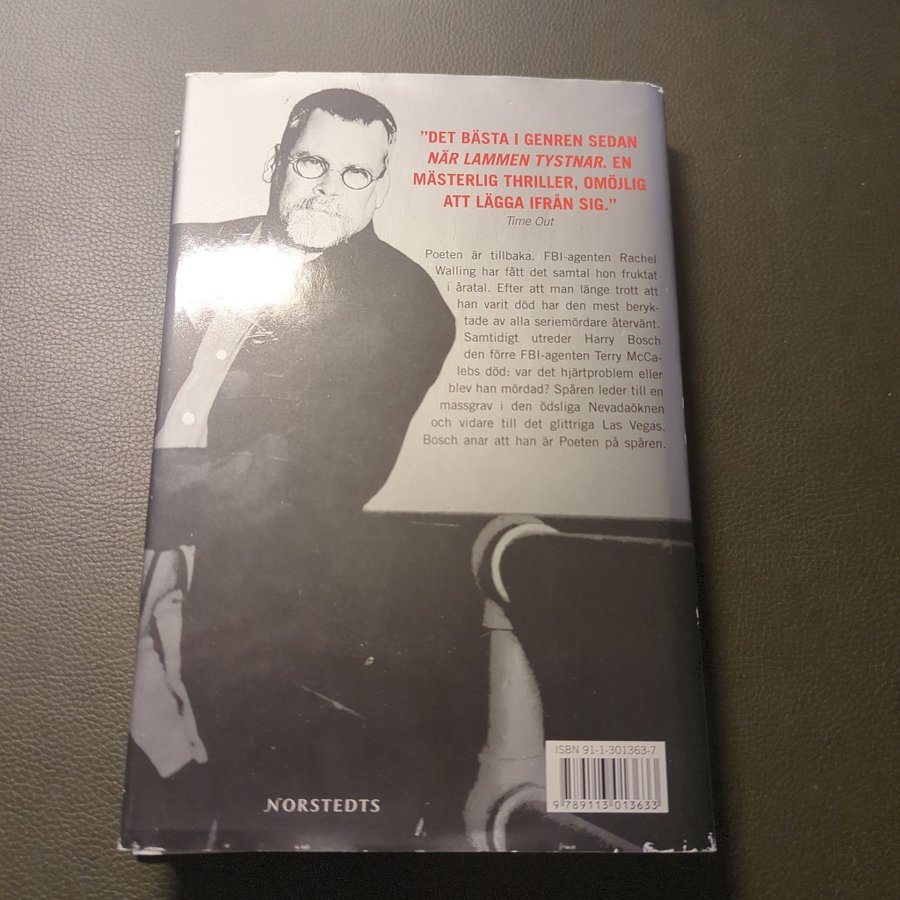 ”DET BÄSTA I GENREN SEDAN
NÄR LAMMEN TYSTNAR. EN
MÄSTERLIG THRILLER, OMÖJLIG
ATT LÄGGA IFRÅN SIG.”
Time Out
Poeten är tillbaka. FBI-agenten Rachel
Walling har fått det samtal hon fruktat
i åratal. Efter att man länge trott att
han varit död har den mest beryk-
tade av alla seriemördare återvänt.
Samtidigt utreder Harry Bosch
den förre FBI-agenten Terry McCa-
lebs död: var det hjärtproblem eller
blev han mördad? Spåren leder till en
massgrav i den ödsliga Nevadaöknen
och vidare till det glittriga Las Vegas.
Bosch anar att han är Poeten på spåren.
ISBN 91-1-301363-7
9 789113 013633
NORSTEDTS